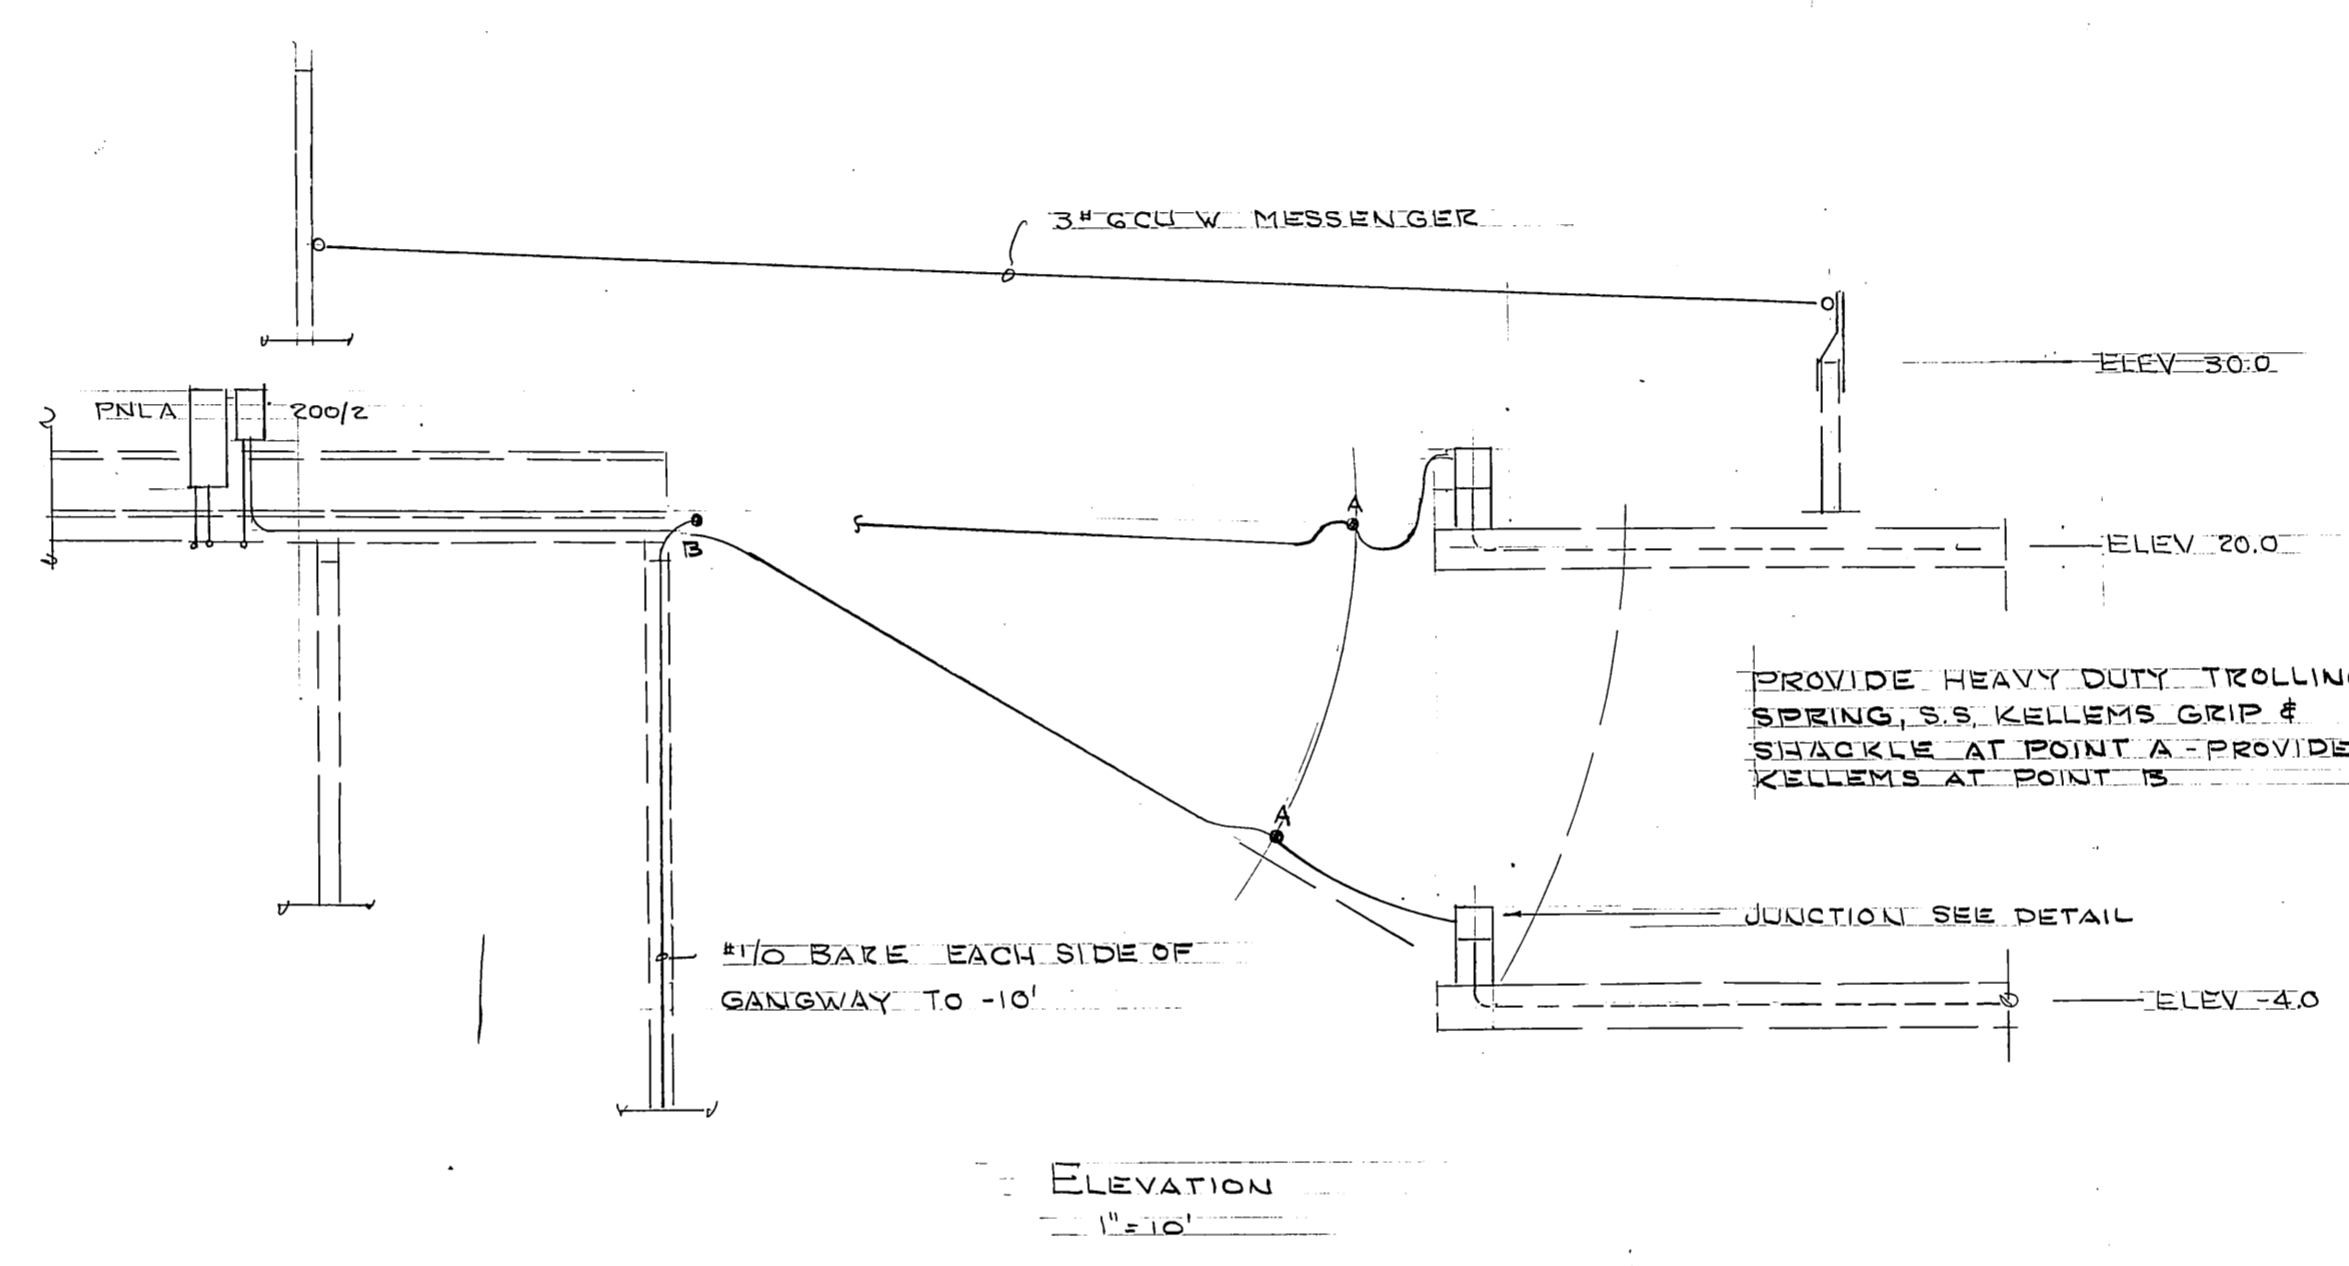 3#6CU W MESSENGER
ELEV 30.0
PNLA 200/2
A
B
ELEV 20.0
PROVIDE HEAVY DUTY TROLLING
SPRING, S.S. KELLEMS GRIP &
SHACKLE AT POINT A - PROVIDE
KELLEMS AT POINT B
A
JUNCTION SEE DETAIL
#1/0 BARE EACH SIDE OF
GANGWAY TO -10'
ELEV -4.0
ELEVATION
1"=10'